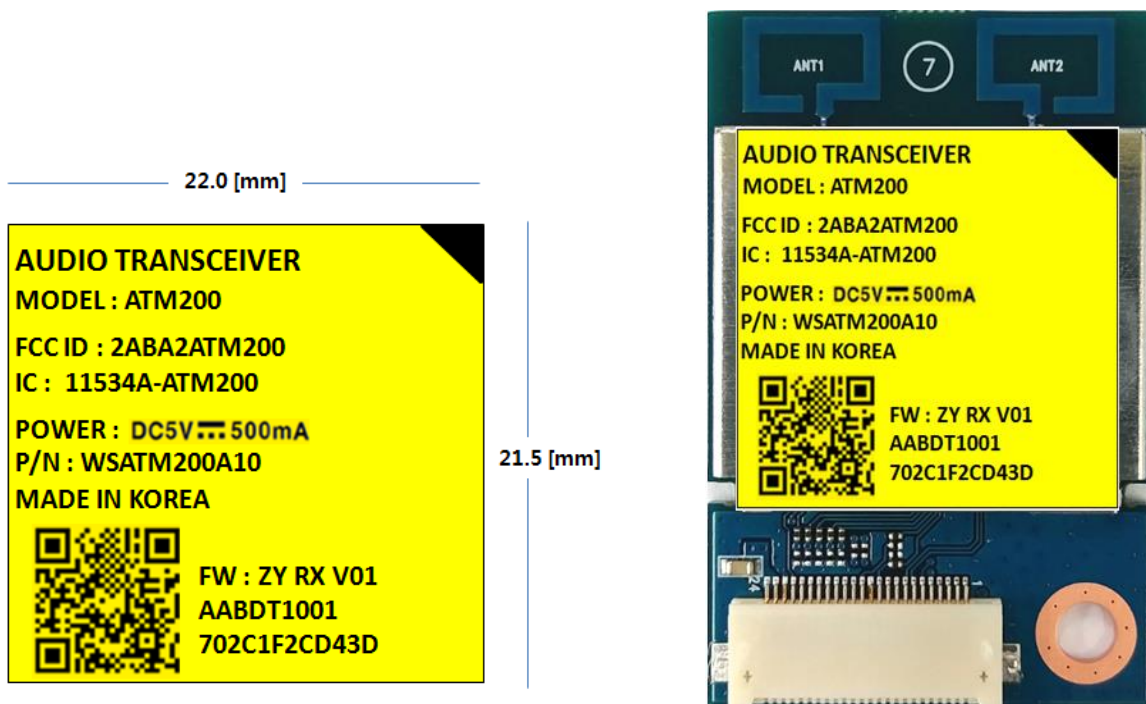 22.0 [mm]
21.5 [mm]
AUDIO TRANSCEIVER
MODEL : ATM200
FCC ID : 2ABA2ATM200
IC : 11534A-ATM200
POWER : DC5V 500mA
P/N : WSATM200A10
MADE IN KOREA
FW : ZY RX V01
AABDT1001
702C1F2CD43D
ANT1
7
ANT2
AUDIO TRANSCEIVER
MODEL : ATM200
FCC ID : 2ABA2ATM200
IC : 11534A-ATM200
POWER : DC5V 500mA
P/N : WSATM200A10
MADE IN KOREA
FW : ZY RX V01
AABDT1001
702C1F2CD43D
24
1